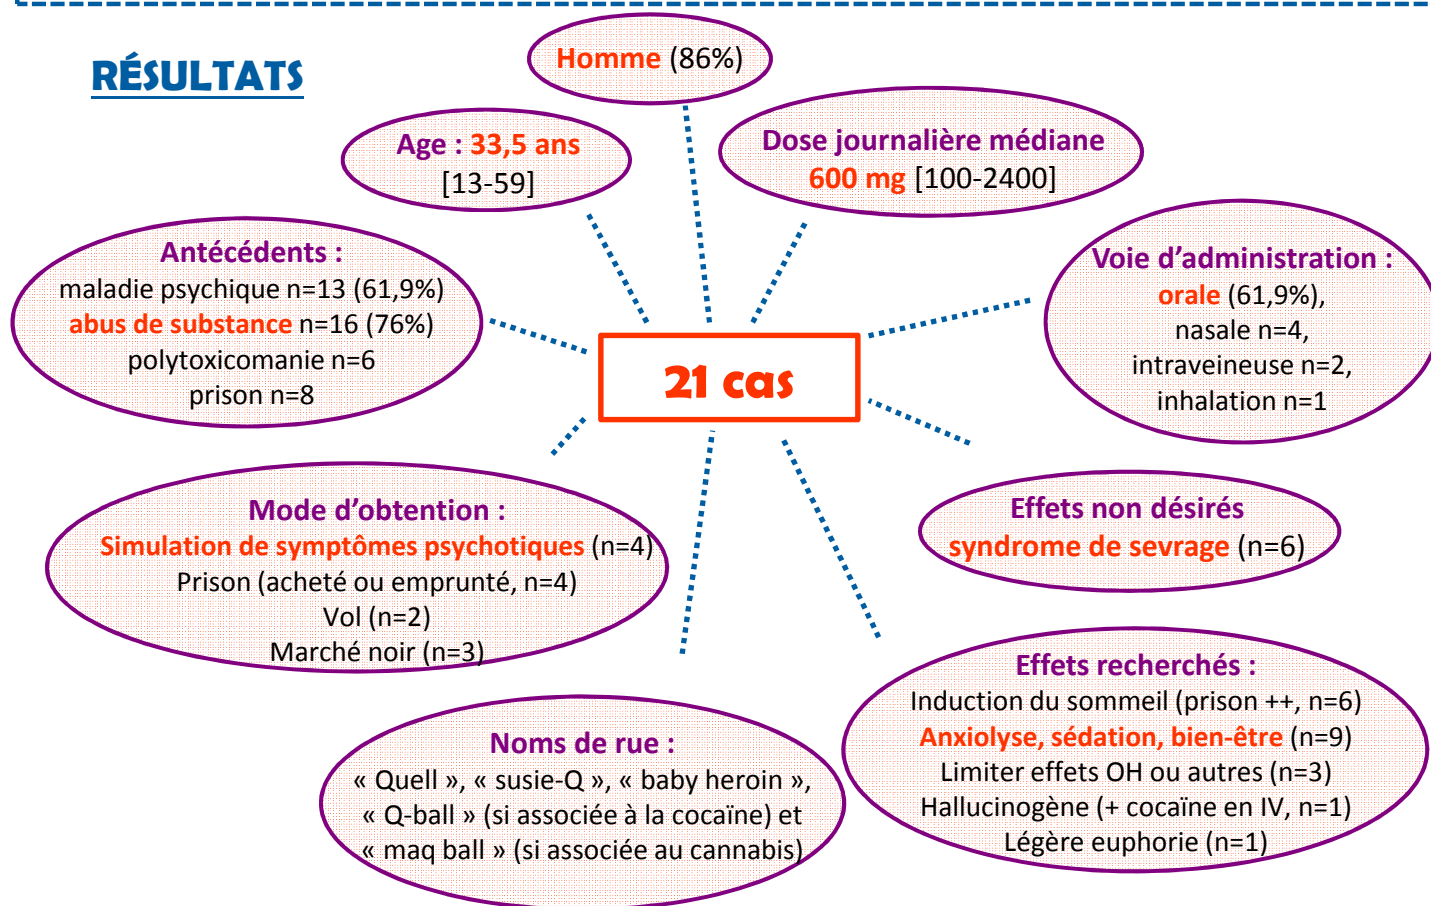 RÉSULTATS
Homme (86%)
Age : 33,5 ans
[13-59]
Dose journalière médiane
600 mg [100-2400]
Antécédents :
maladie psychique n=13 (61,9%)
abus de substance n=16 (76%)
polytoxicomanie n=6
prison n=8
Voie d’administration :
orale (61,9%),
nasale n=4,
intraveineuse n=2,
inhalation n=1
21 cas
Mode d’obtention :
Simulation de symptômes psychotiques (n=4)
Prison (acheté ou emprunté, n=4)
Vol (n=2)
Marché noir (n=3)
Effets non désirés
syndrome de sevrage (n=6)
Noms de rue :
« Quell », « susie-Q », « baby heroin »,
« Q-ball » (si associée à la cocaïne) et
« maq ball » (si associée au cannabis)
Effets recherchés :
Induction du sommeil (prison ++, n=6)
Anxiolyse, sédation, bien-être (n=9)
Limiter effets OH ou autres (n=3)
Hallucinogène (+ cocaïne en IV, n=1)
Légère euphorie (n=1)